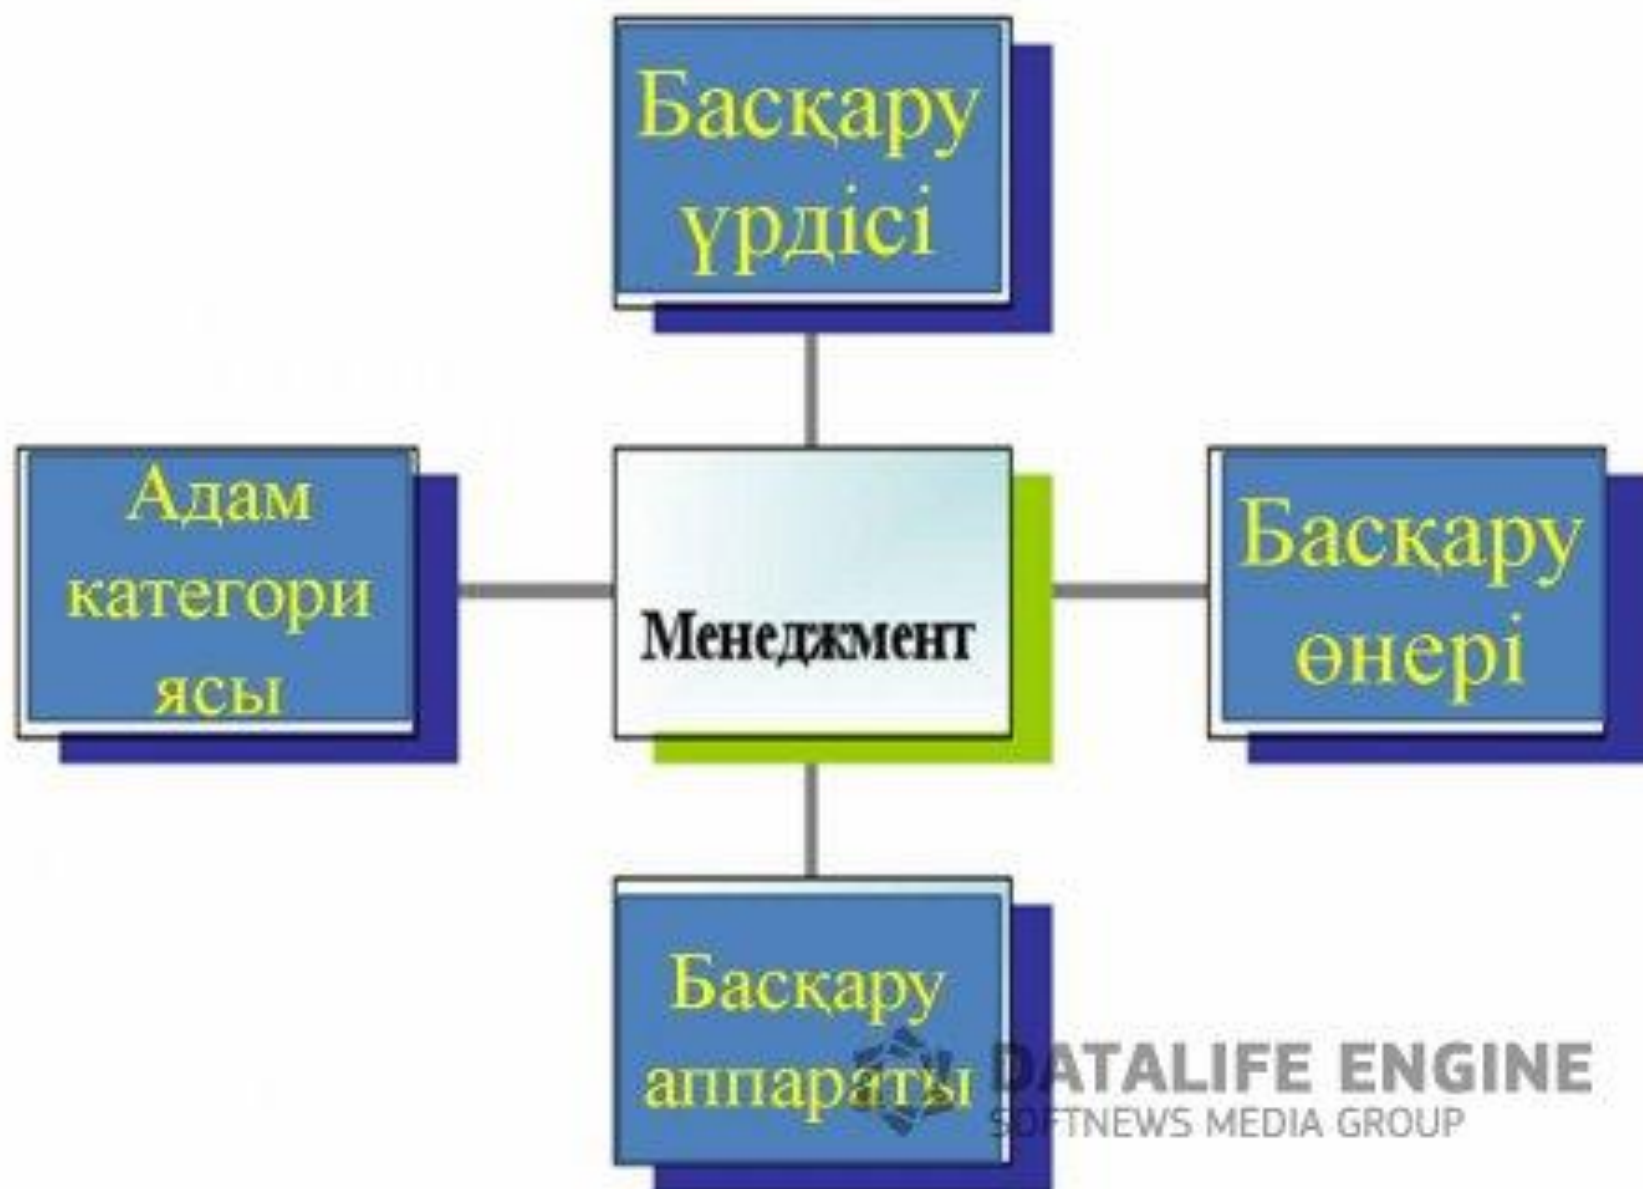 Басқару
үрдісі
Адам
категори
ясы
Менеджмент
Басқару
өнері
Басқару
аппараты
DATALIFE ENGINE
SOFTNEWS MEDIA GROUP